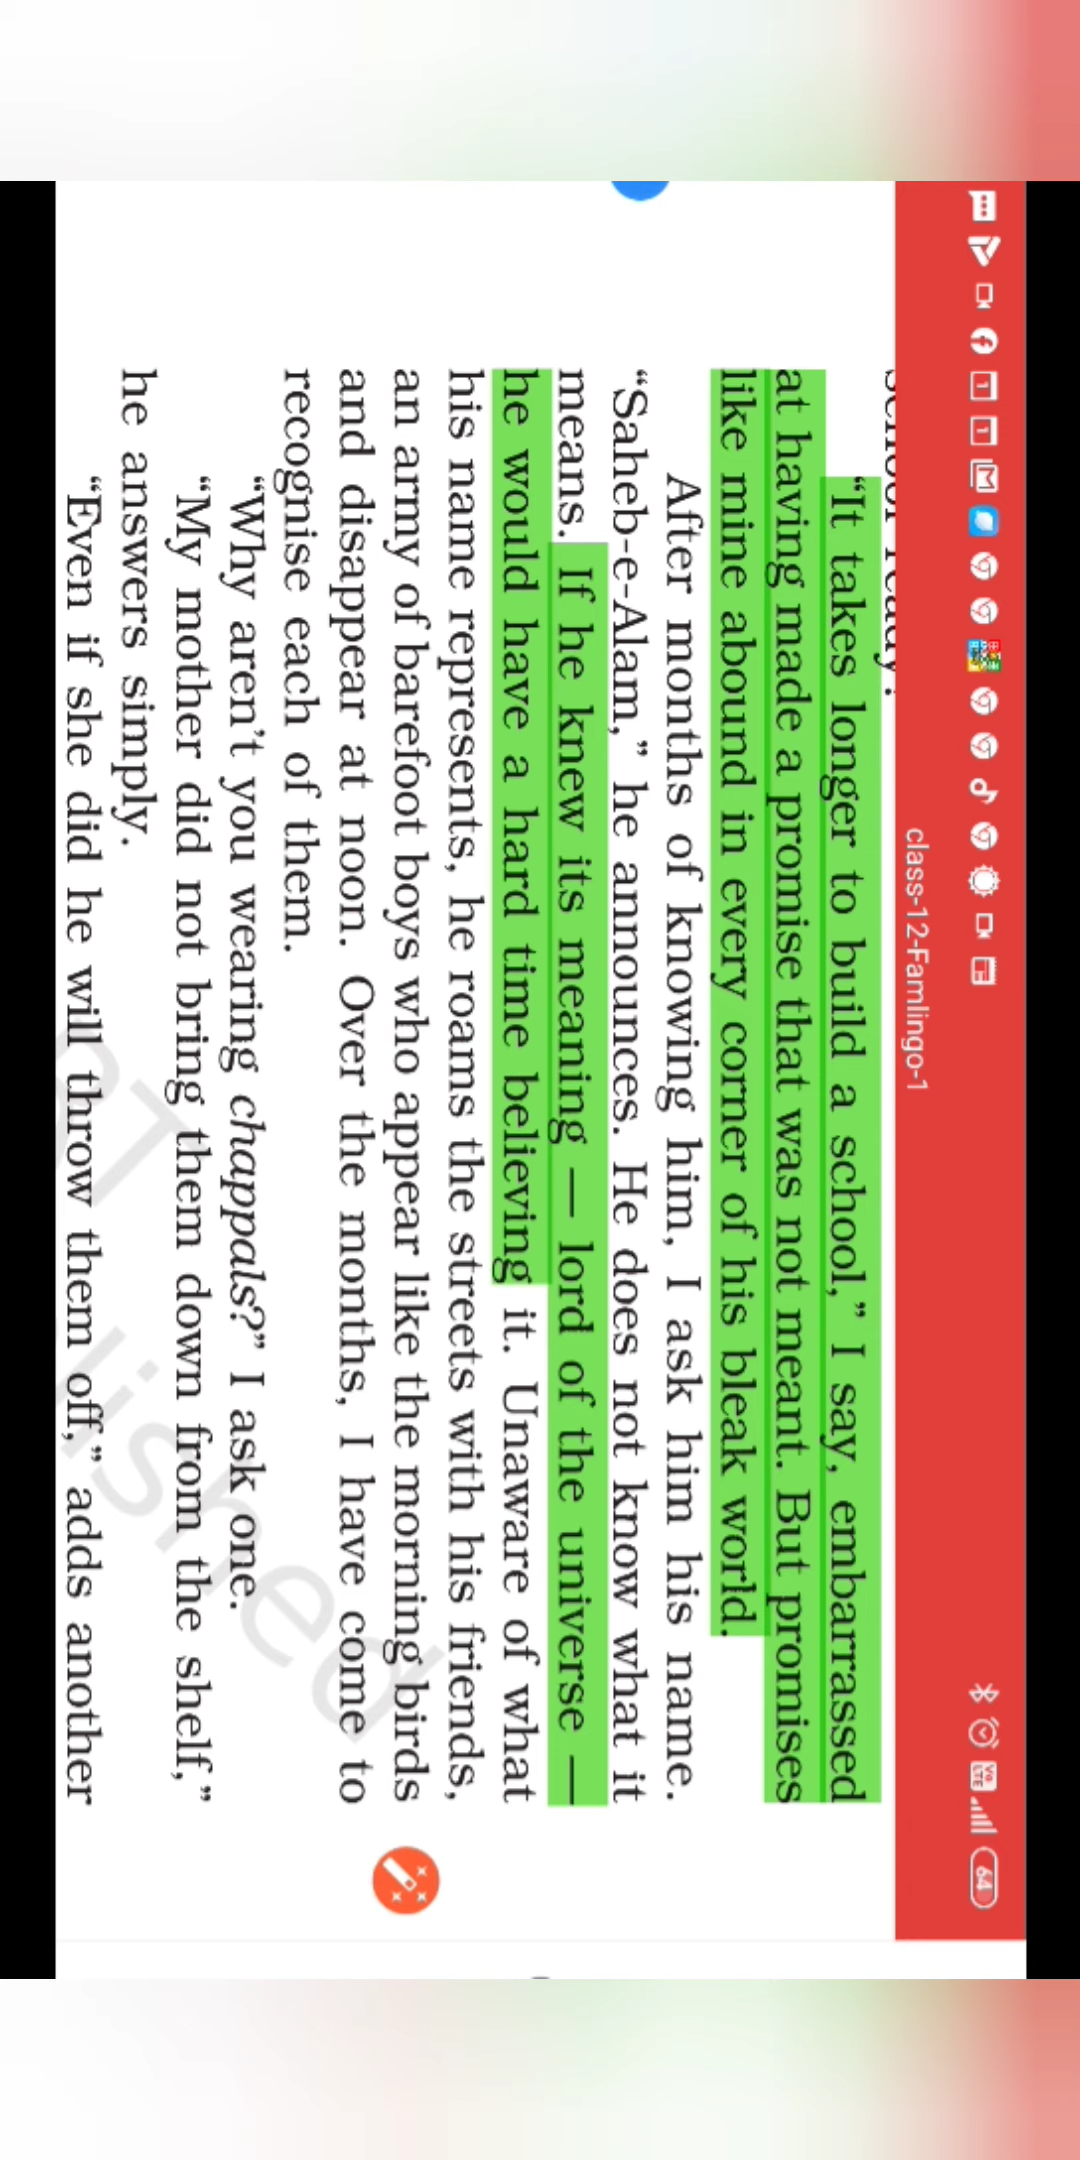 64
class-12-Famlingo-1
school ready?"
“It takes longer to build a school,” I say, embarrassed
at having made a promise that was not meant. But promises
like mine abound in every corner of his bleak world.
After months of knowing him, I ask him his name.
“Saheb-e-Alam,” he announces. He does not know what it
means. If he knew its meaning — lord of the universe —
he would have a hard time believing it. Unaware of what
his name represents, he roams the streets with his friends,
an army of barefoot boys who appear like the morning birds
and disappear at noon. Over the months, I have come to
recognise each of them.
“Why aren’t you wearing chappals?” I ask one.
“My mother did not bring them down from the shelf,”
he answers simply.
“Even if she did he will throw them off,” adds another
lished